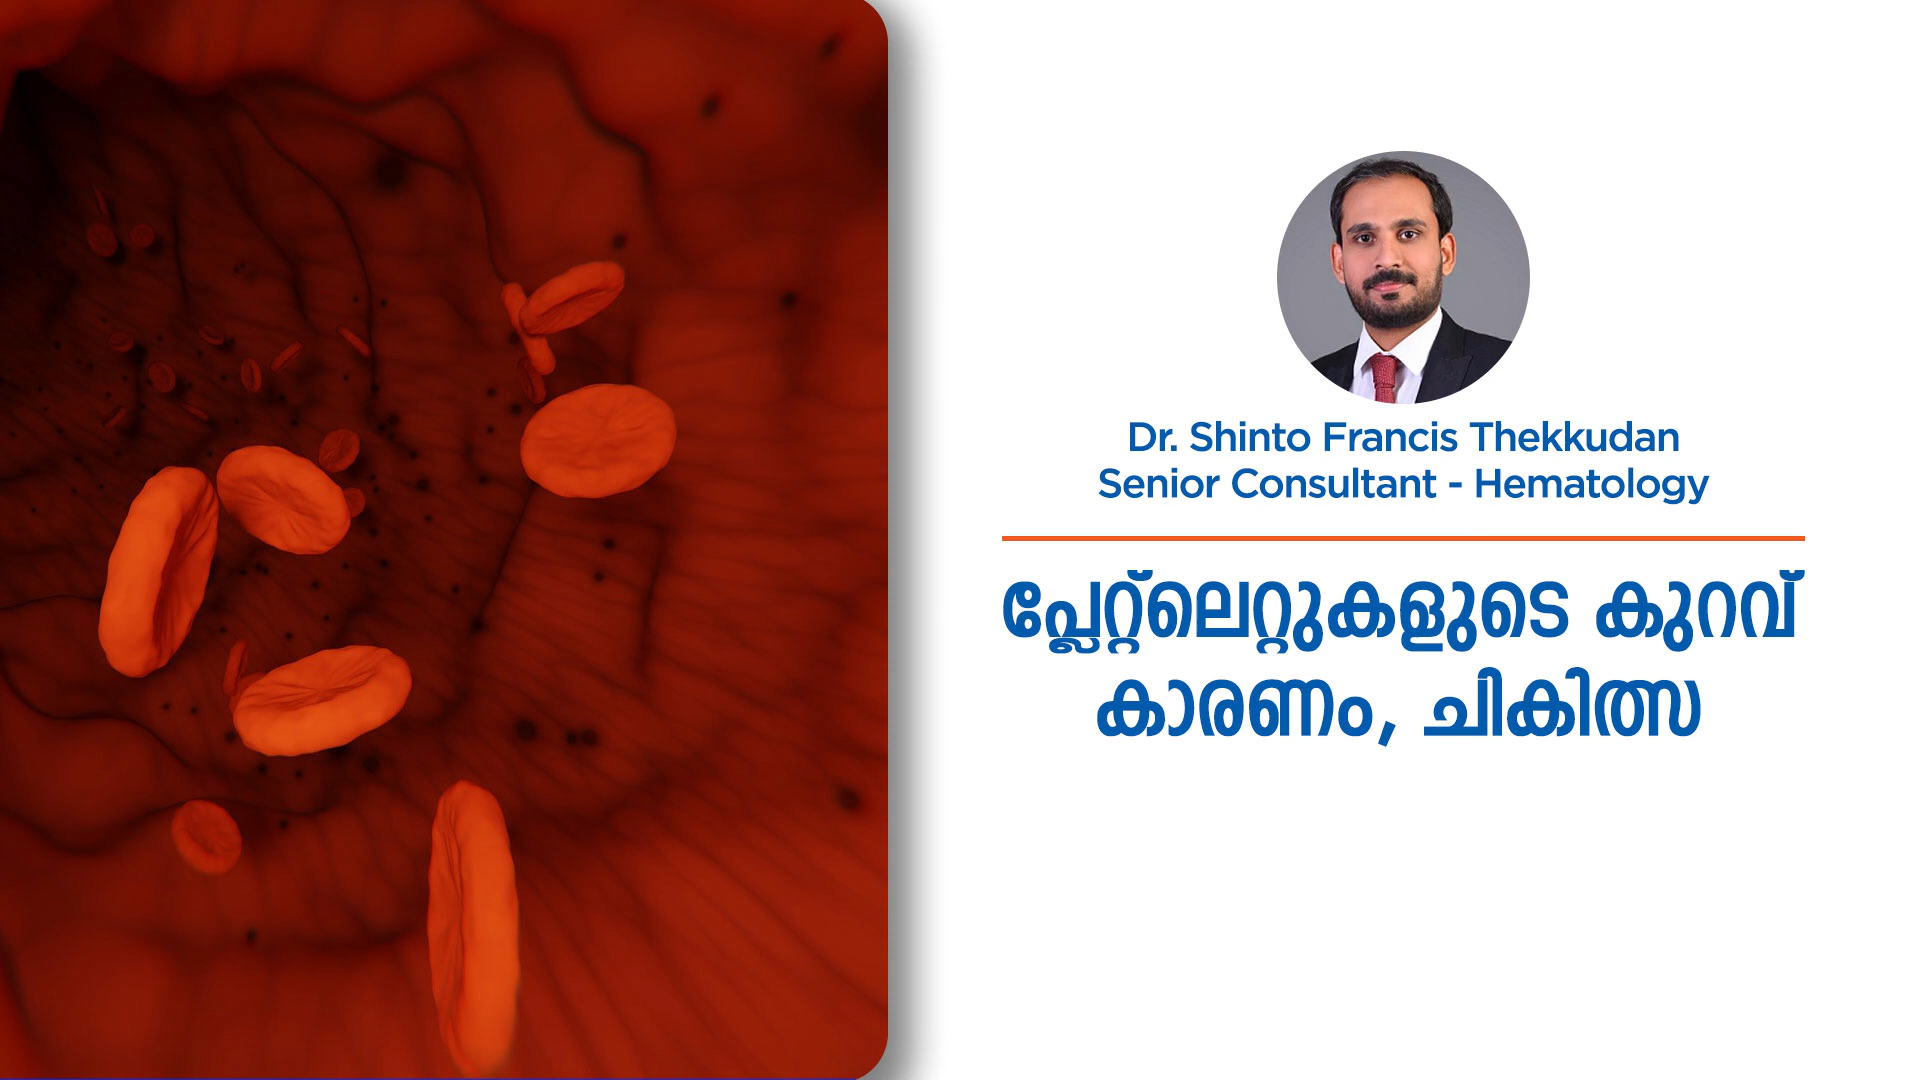 Dr. Shinto Francis Thekkudan
Senior Consultant - Hematology
പ്ലേറ്റ്ലെറ്റുകളുടെ കുറവ്
കാരണം, ചികിത്സ